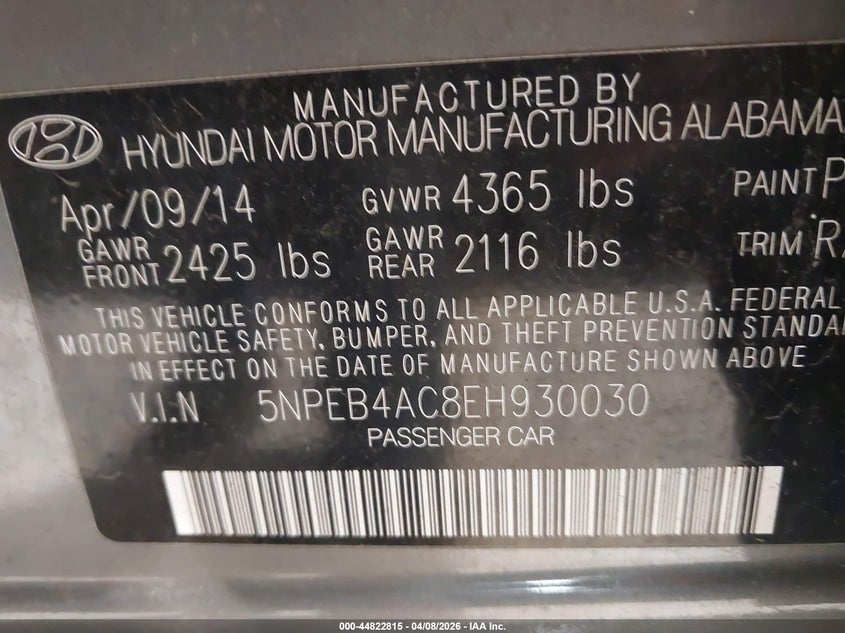 MANUFACTURED BY
HYUNDAI MOTOR MANUFACTURING ALABAMA
Apr/09/14 GVWR 4365 lbs PAINT P
GAWR FRONT 2425 lbs GAWR REAR 2116 lbs TRIM R
THIS VEHICLE CONFORMS TO ALL APPLICABLE U.S.A. FEDERAL
MOTOR VEHICLE SAFETY, BUMPER, AND THEFT PREVENTION STANDA
IN EFFECT ON THE DATE OF MANUFACTURE SHOWN ABOVE
V.I.N 5NPEB4AC8EH930030
PASSENGER CAR
000-44822815 - 04/08/2026 - IAA Inc.